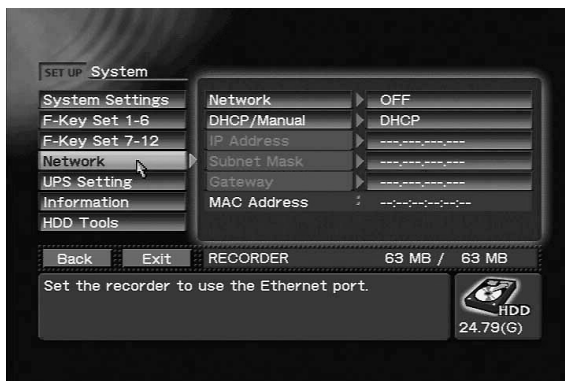 SET UP System
System Settings
F-Key Set 1-6
F-Key Set 7-12
Network
UPS Setting
Information
HDD Tools
Network OFF
DHCP/Manual DHCP
IP Address ---.---.---.---
Subnet Mask ---.---.---.---
Gateway ---.---.---.---
MAC Address : --:--:--:--:--:--
Back Exit RECORDER 63 MB / 63 MB
Set the recorder to use the Ethernet port.
HDD
24.79(G)